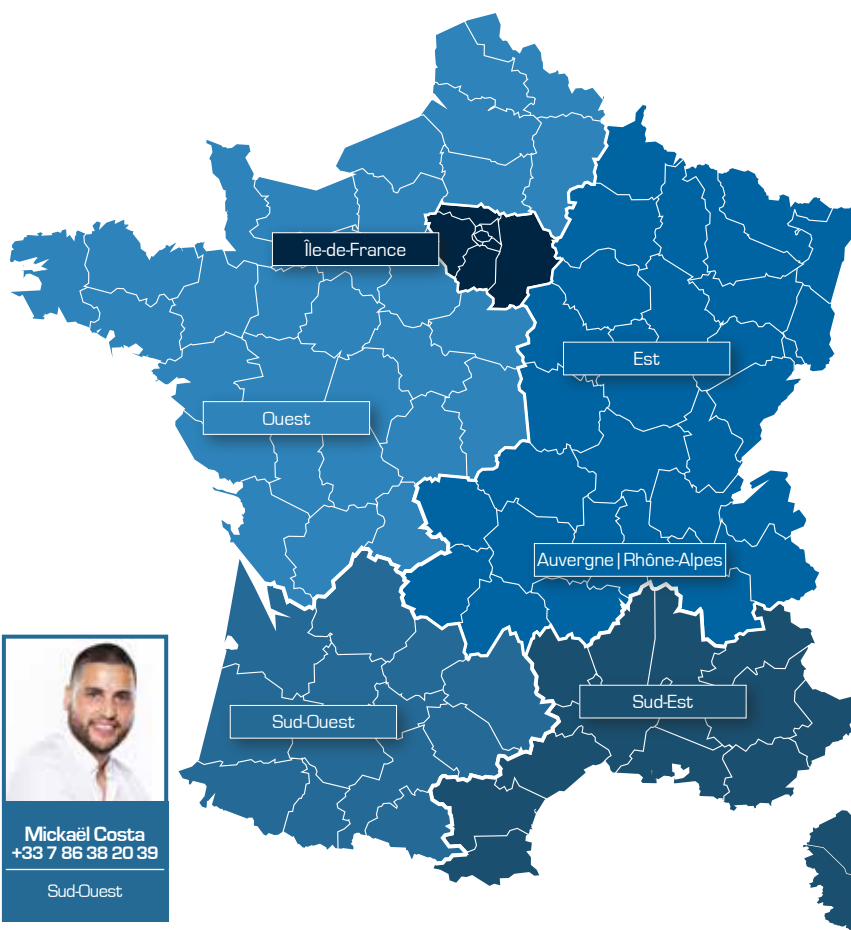 Île-de-France
Est
Ouest
Auvergne | Rhône-Alpes
Sud-Est
Sud-Ouest
Mickaël Costa
+33 7 86 38 20 39
Sud-Ouest